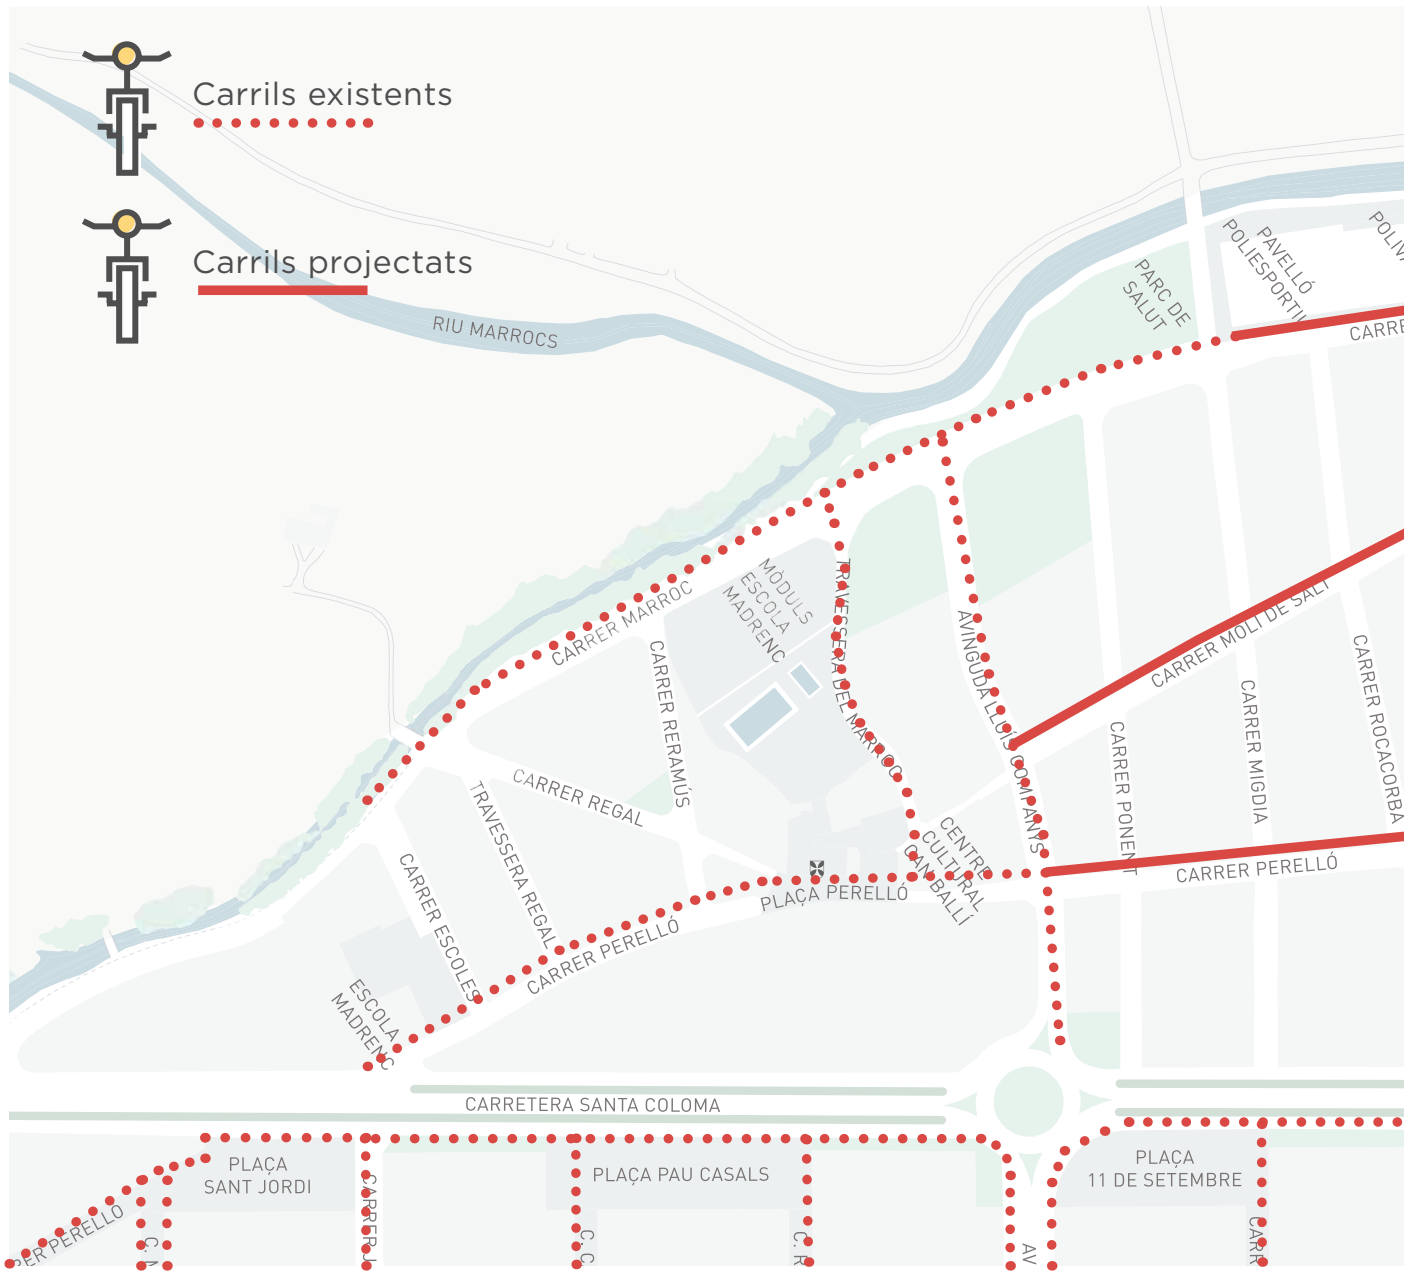 Carrils existents
Carrils projectats
RIU MARROCS
PARC DE
SALUT
PAVELLÓ
POLIESPORTIU
CARRER MARROC
MÒDULS
ESCOLA
MADRENC
TRAVESSERA DEL MARROC
AVINGUDA LLUÍS COMPANYS
CARRER MOLÍ DE SALT
CARRER RERAMÚS
CARRER REGAL
TRAVESSERA REGAL
CARRER ESCOLES
CARRER PONENT
CARRER MIGDIA
CARRER ROCACORBA
CENTRE
CULTURAL
CAN BALLÍ
PLAÇA PERELLÓ
CARRER PERELLÓ
CARRER PERELLÓ
ESCOLA
MADRENC
CARRETERA SANTA COLOMA
PLAÇA
SANT JORDI
PLAÇA PAU CASALS
PLAÇA
11 DE SETEMBRE
CARRER J
C. C
C. R
AV
CARR